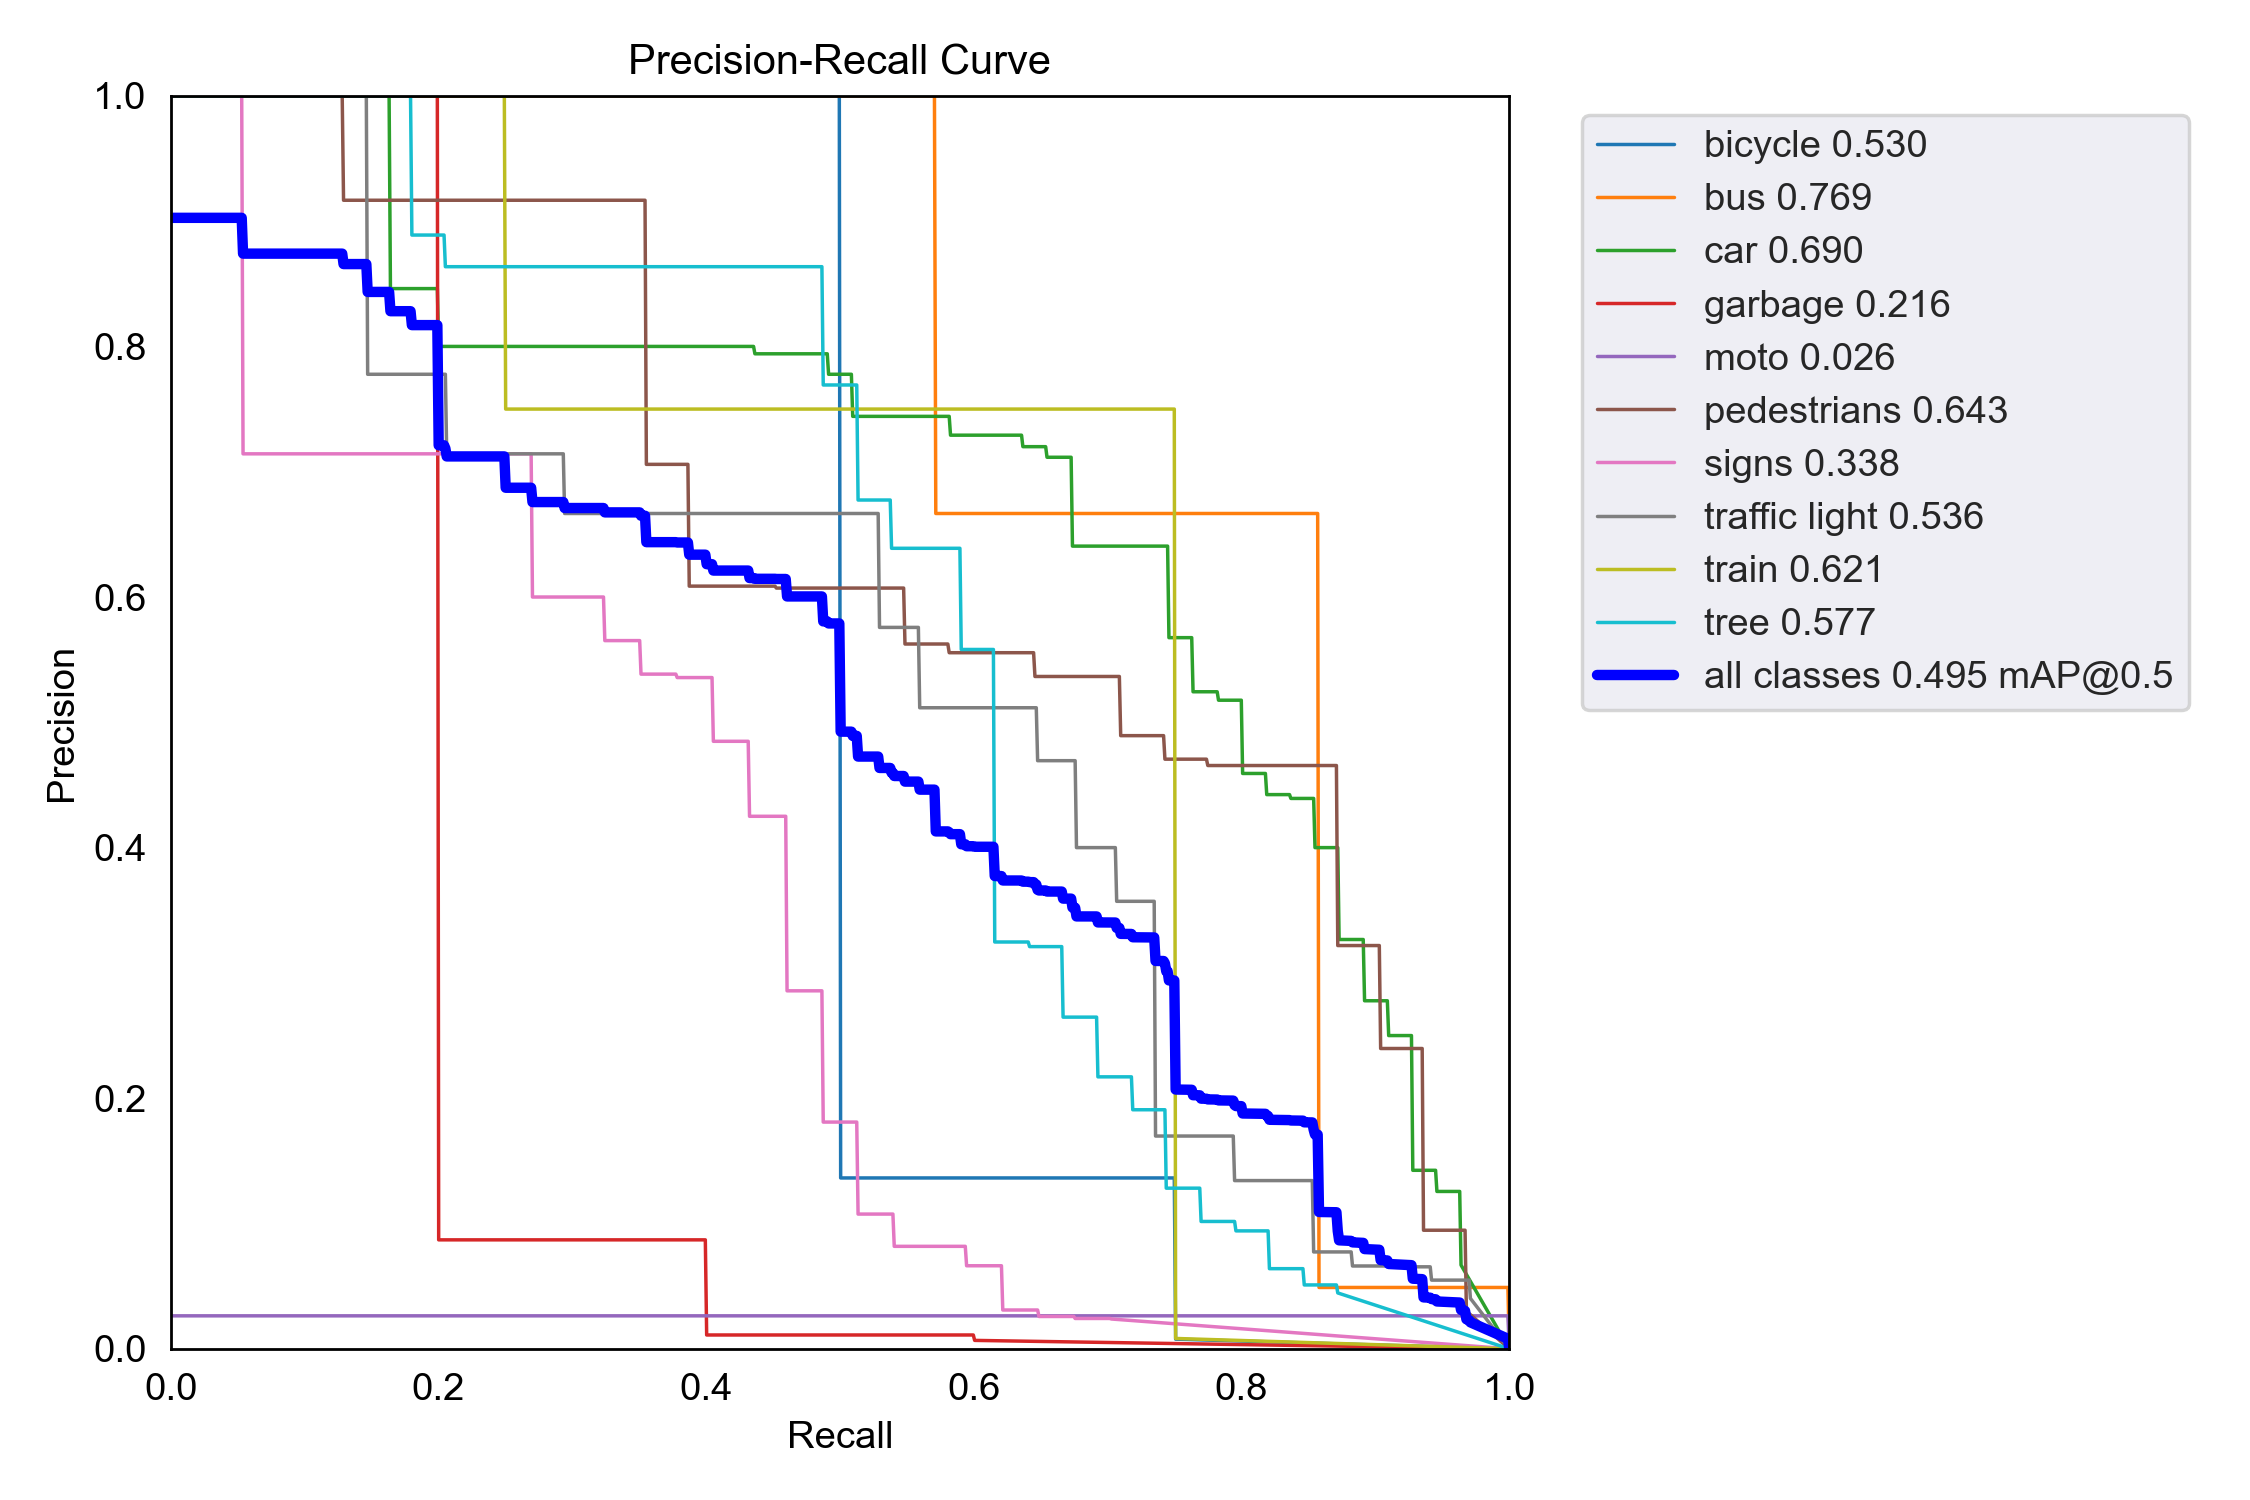 Precision-Recall Curve
1.0
0.8
0.6
0.4
0.2
0.0
Precision
0.0 0.2 0.4 0.6 0.8 1.0
Recall
bicycle 0.530
bus 0.769
car 0.690
garbage 0.216
moto 0.026
pedestrians 0.643
signs 0.338
traffic light 0.536
train 0.621
tree 0.577
all classes 0.495 mAP@0.5